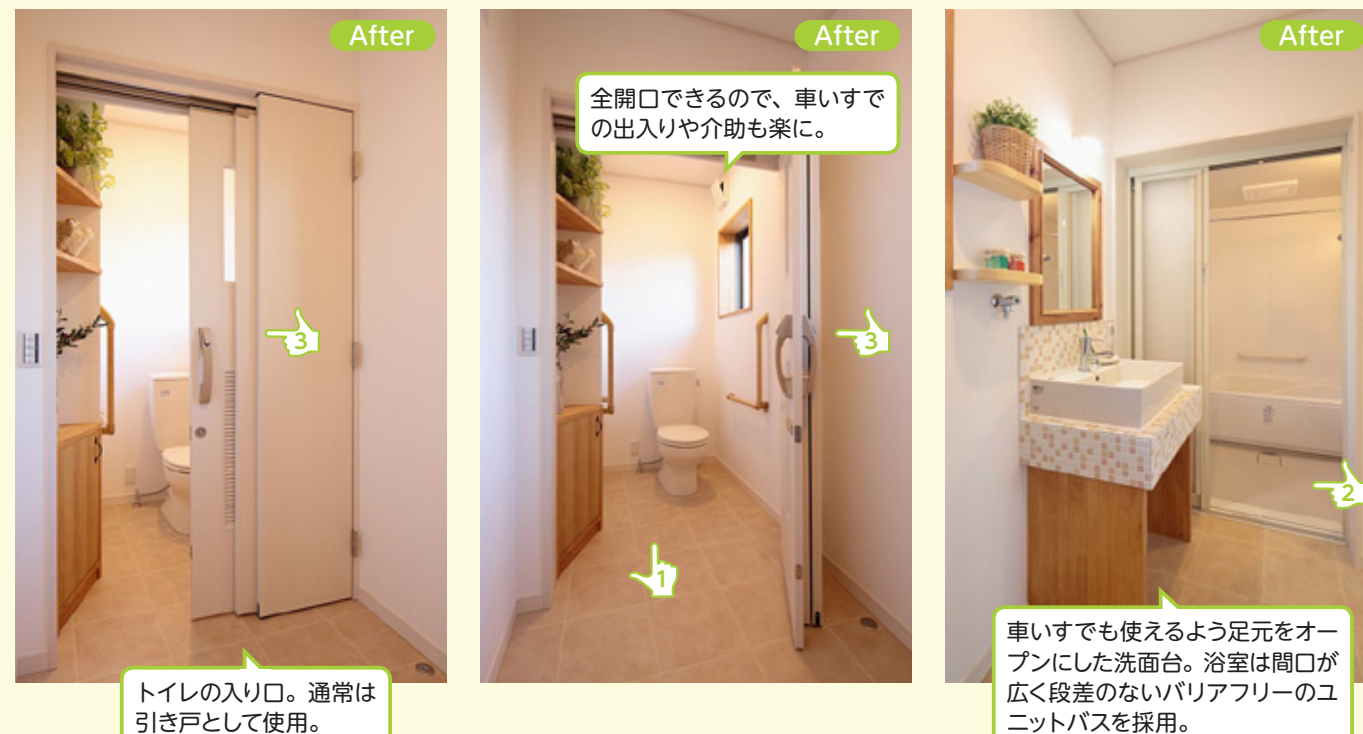 After
3
トイレの入り口。通常は
引き戸として使用。
After
全開口できるので、車いすで
の出入りや介助も楽に。
3
1
After
2
車いすでも使えるよう足元をオー
プンにした洗面台。浴室は間口が
広く段差のないバリアフリーのユ
ニットバスを採用。